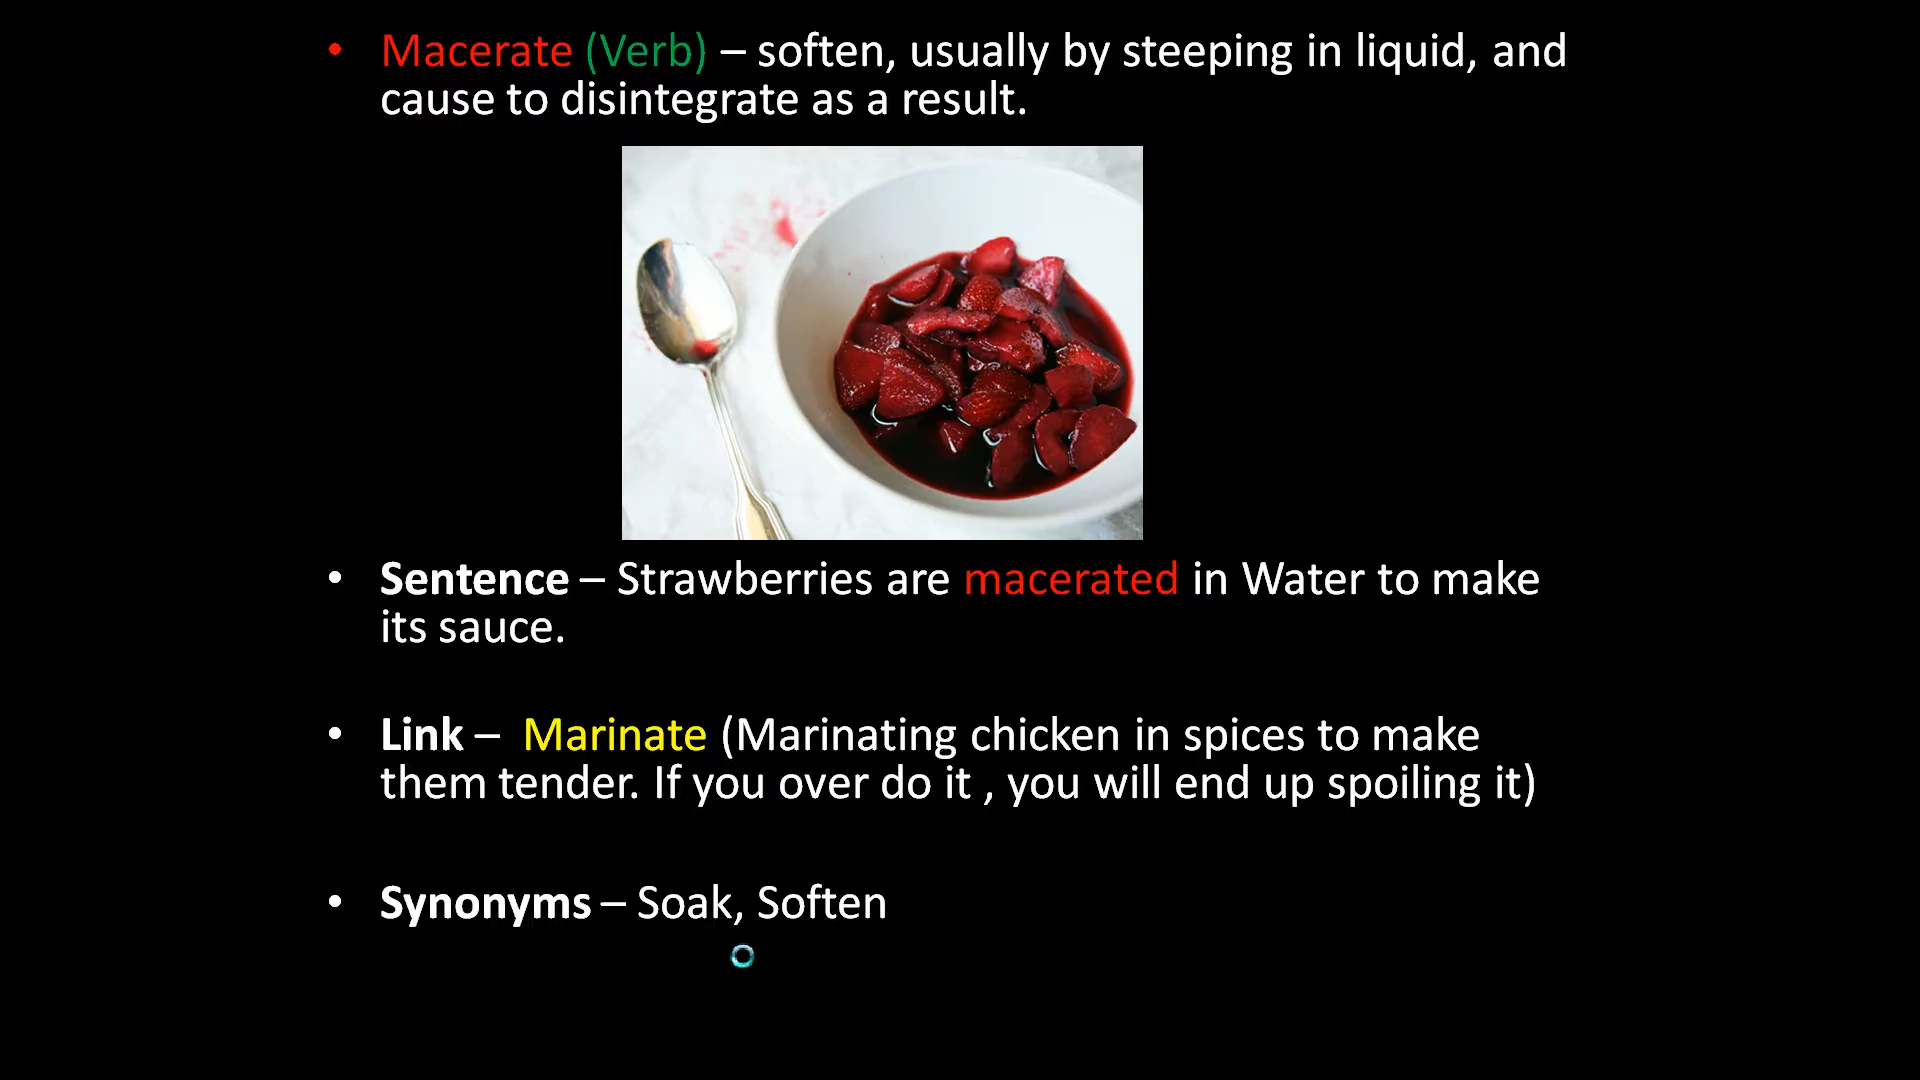 • Macerate (Verb) – soften, usually by steeping in liquid, and
cause to disintegrate as a result.
• Sentence – Strawberries are macerated in Water to make
its sauce.
• Link – Marinate (Marinating chicken in spices to make
them tender. If you over do it , you will end up spoiling it)
• Synonyms – Soak, Soften